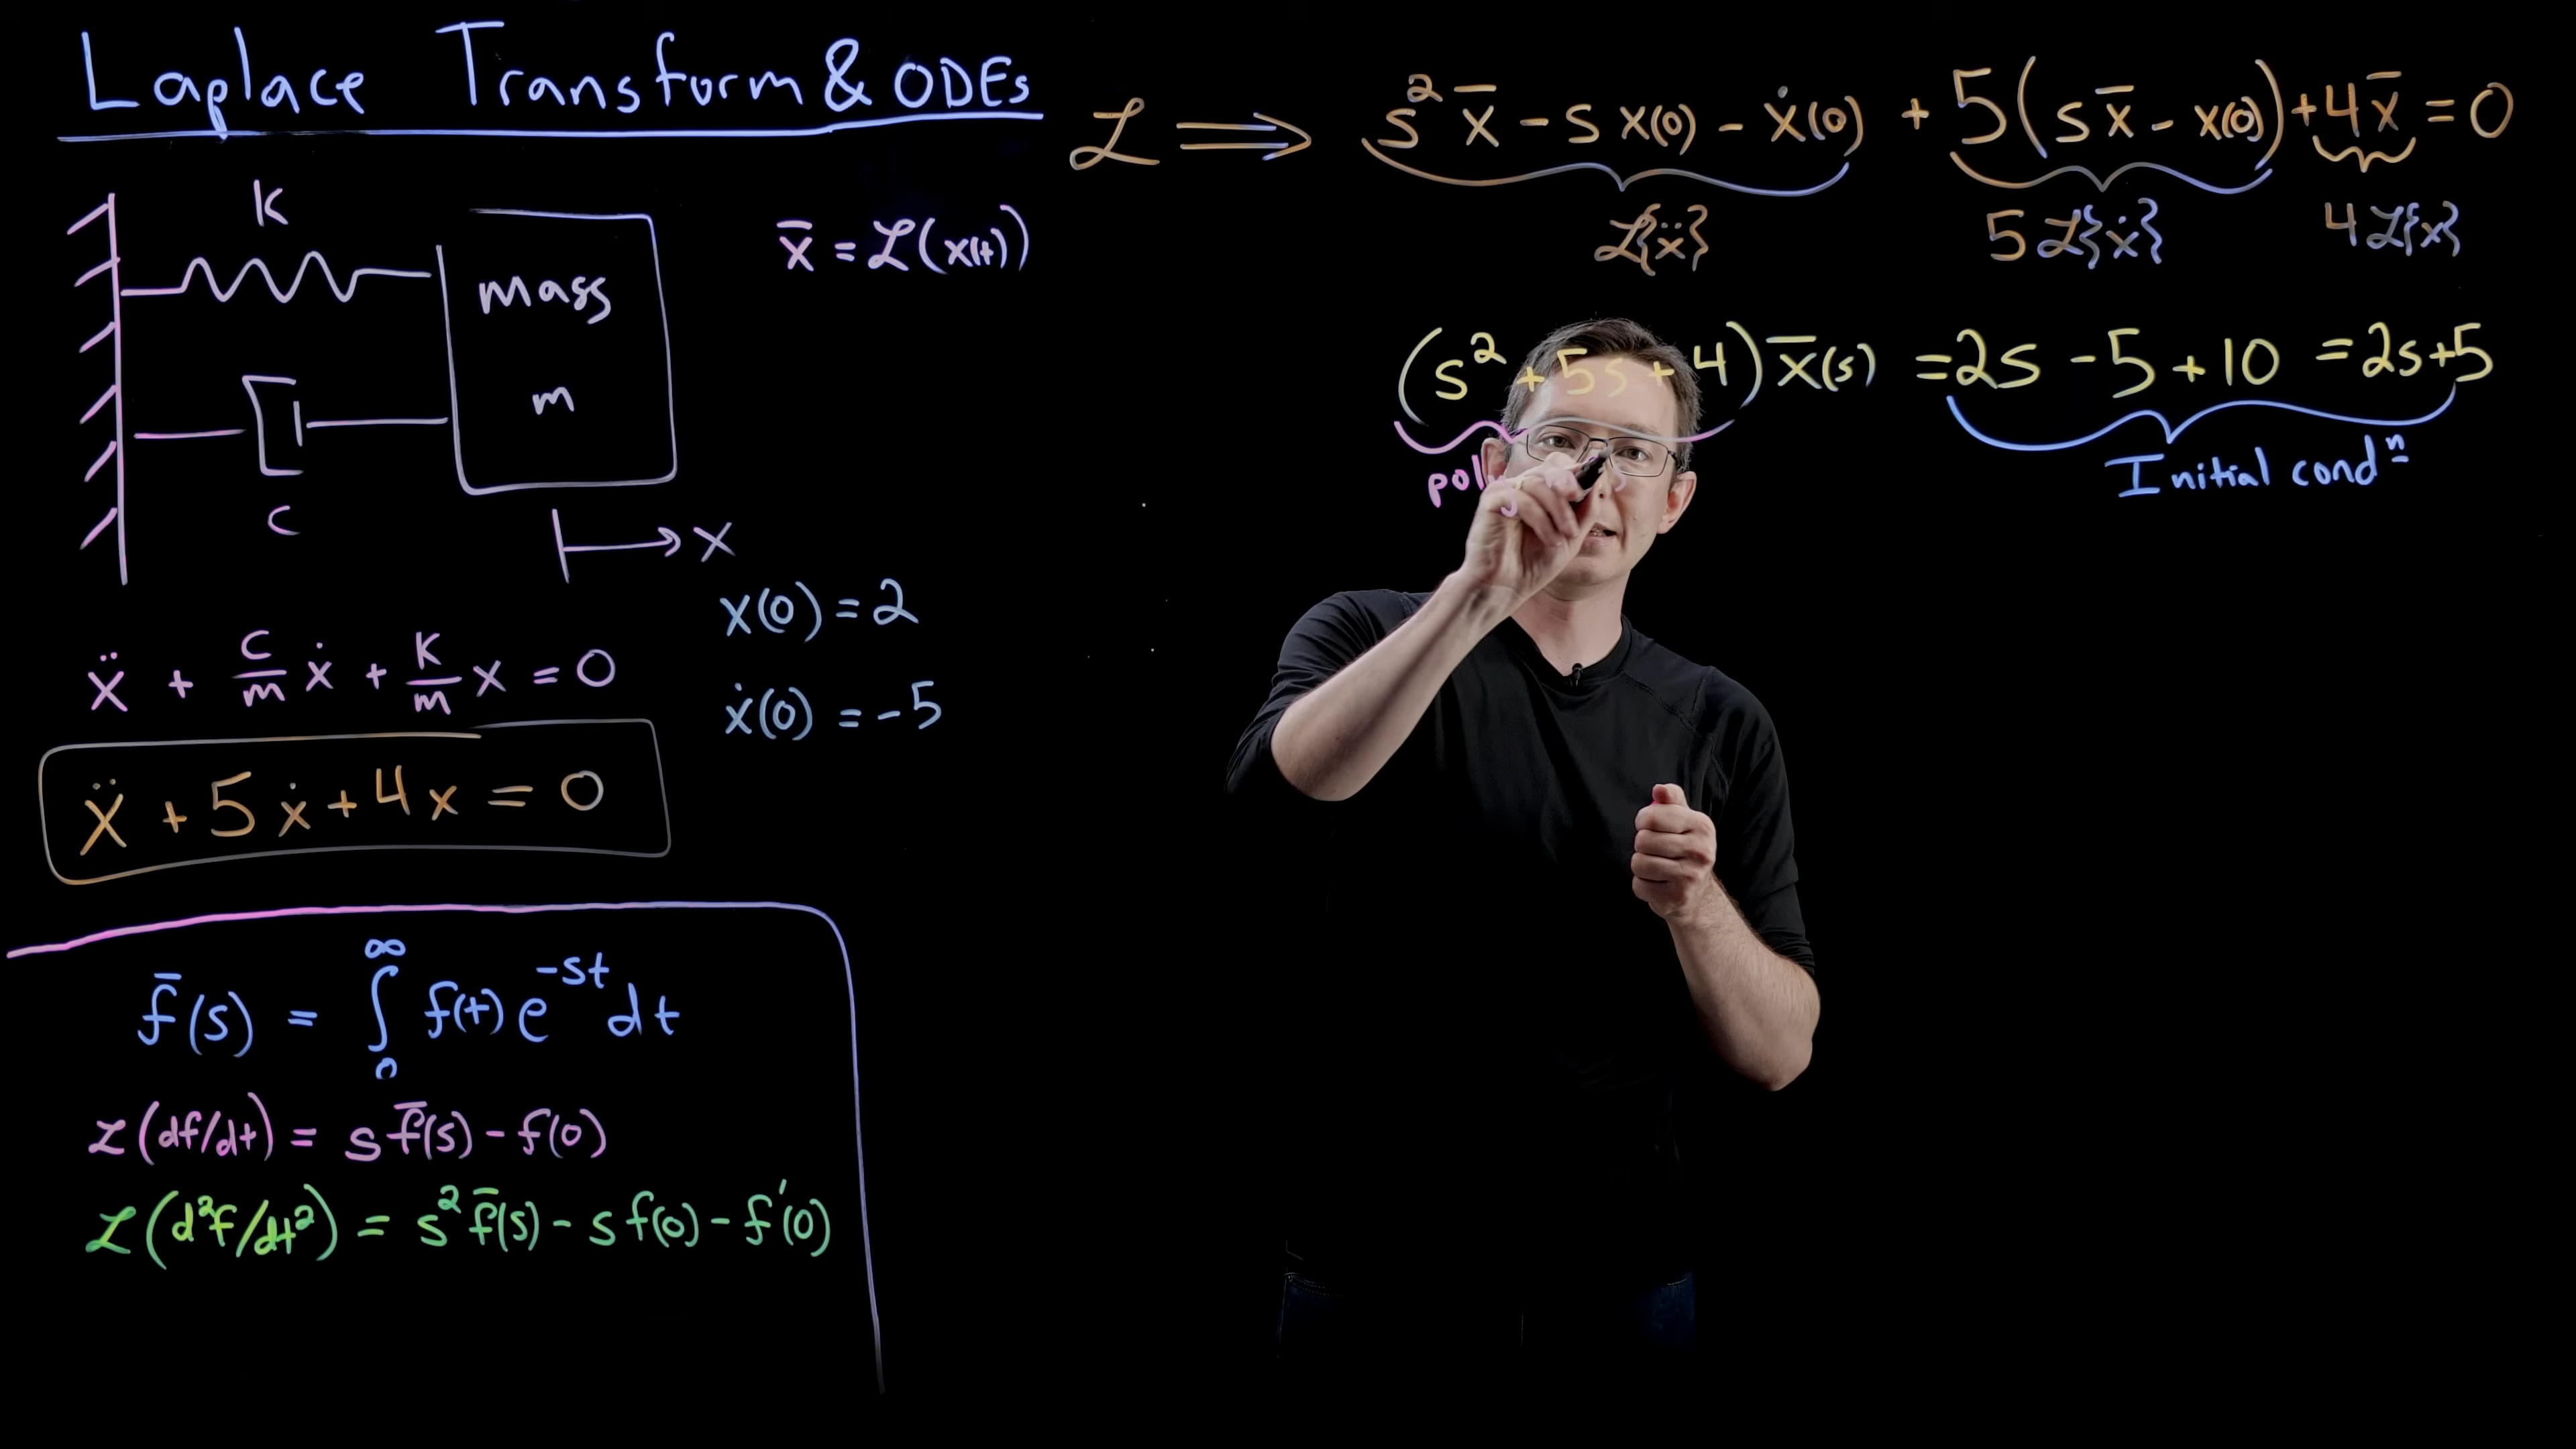 Laplace Transform & ODEs
K
mass
m
C
x
x̄ = ℒ(x(t))
x(0) = 2
ẋ(0) = -5
ẍ + c/m ẋ + k/m x = 0
ẍ + 5ẋ + 4x = 0
f̄(s) = ∫₀^∞ f(t) e^{-st} dt
ℒ(df/dt) = s f̄(s) - f(0)
ℒ(d²f/dt²) = s² f̄(s) - s f(0) - f'(0)
ℒ ⟹ s² x̄ - s x(0) - ẋ(0) + 5(s x̄ - x(0)) + 4x̄ = 0
ℒ{ẍ} 5ℒ{ẋ} 4ℒ{x}
(s² + 5s + 4) x̄(s) = 2s - 5 + 10 = 2s + 5
Initial condⁿ